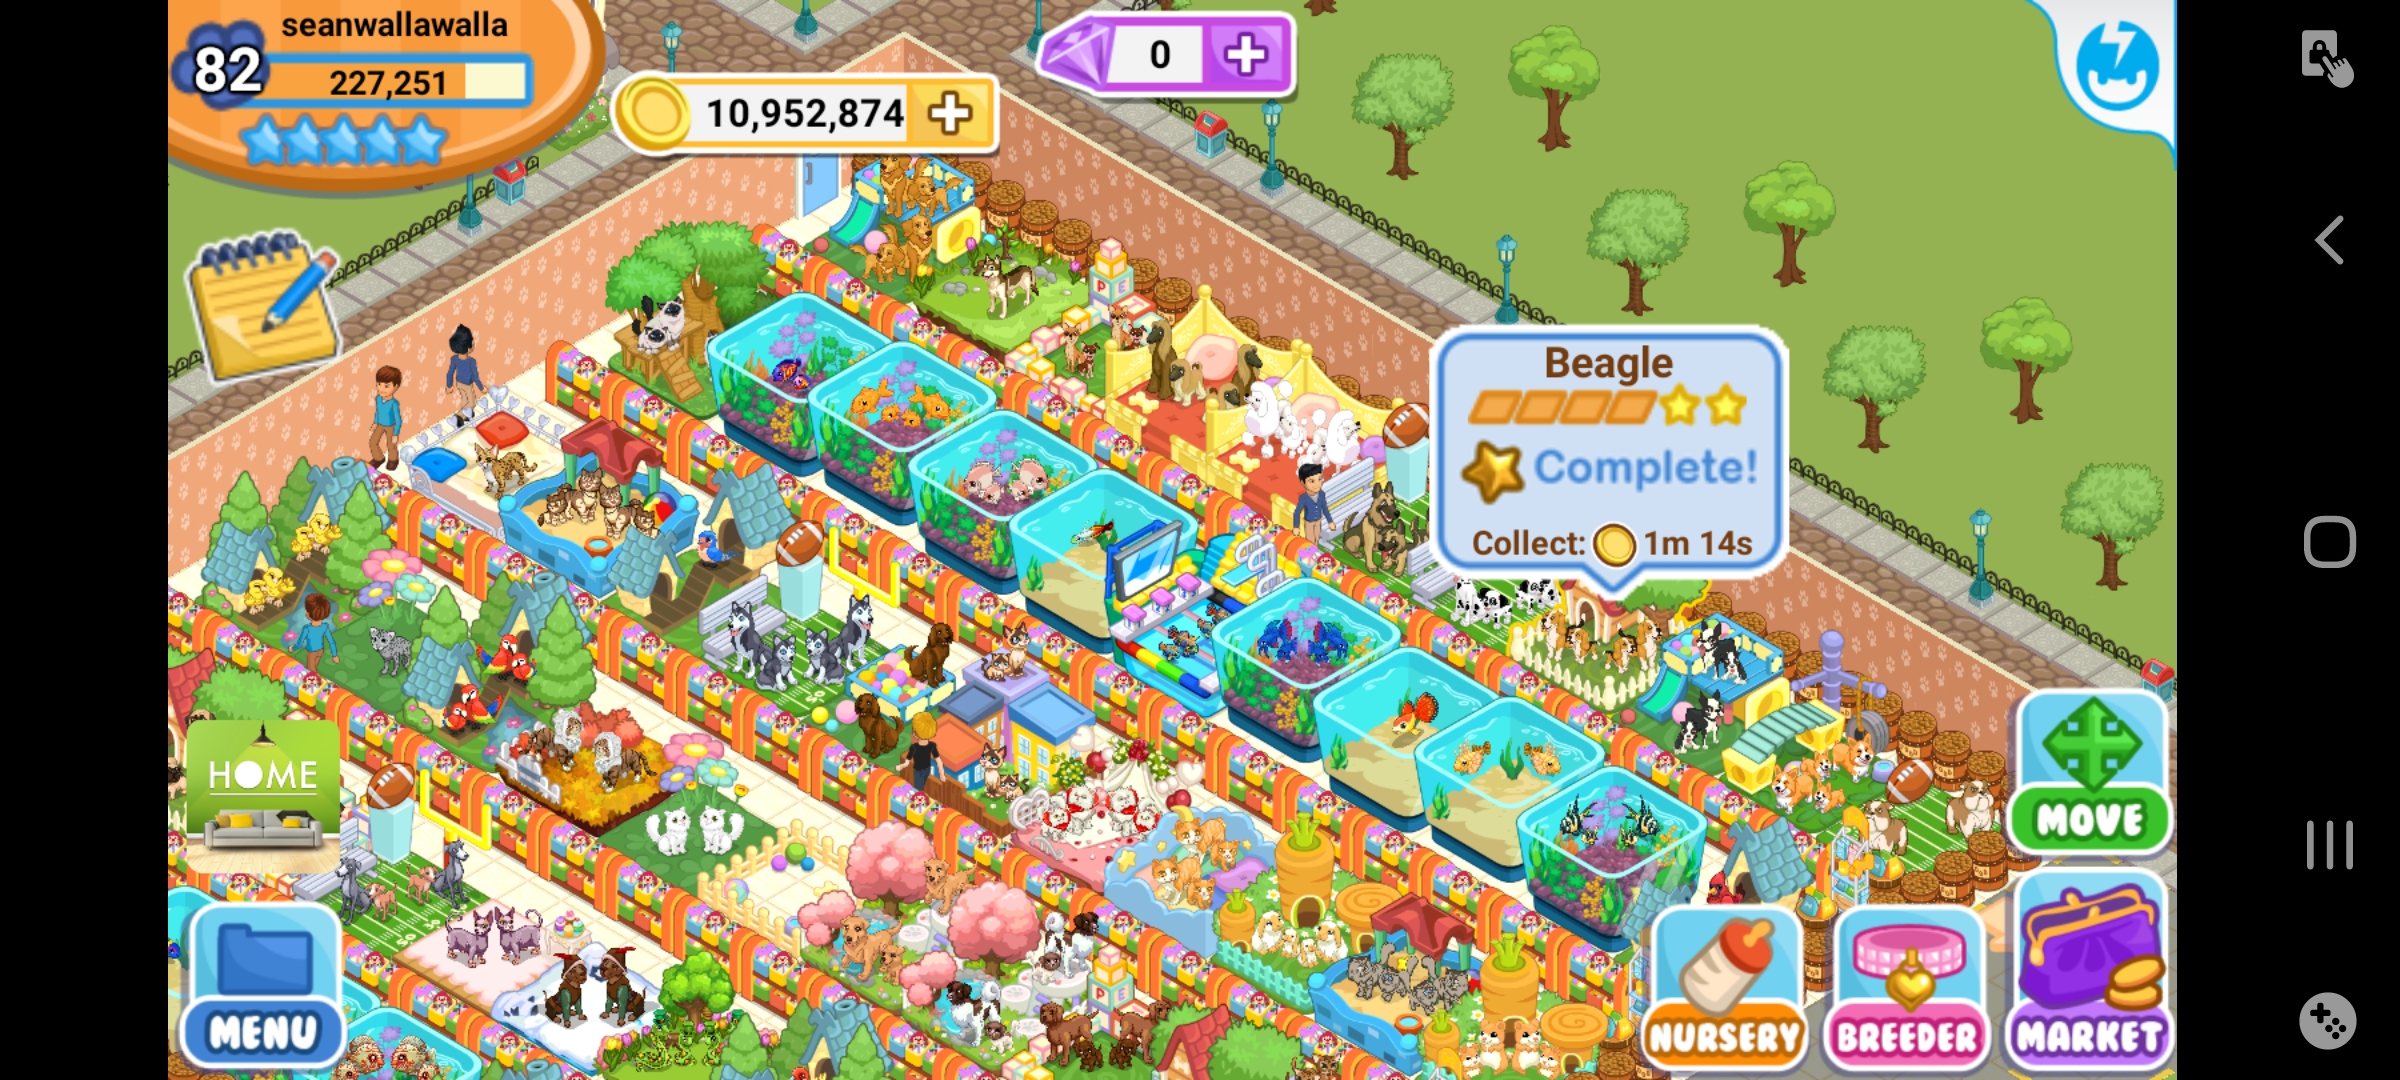 seanwallawalla
82
227,251
10,952,874
0
Beagle
Complete!
Collect: 1m 14s
HOME
MOVE
MENU
NURSERY
BREEDER
MARKET